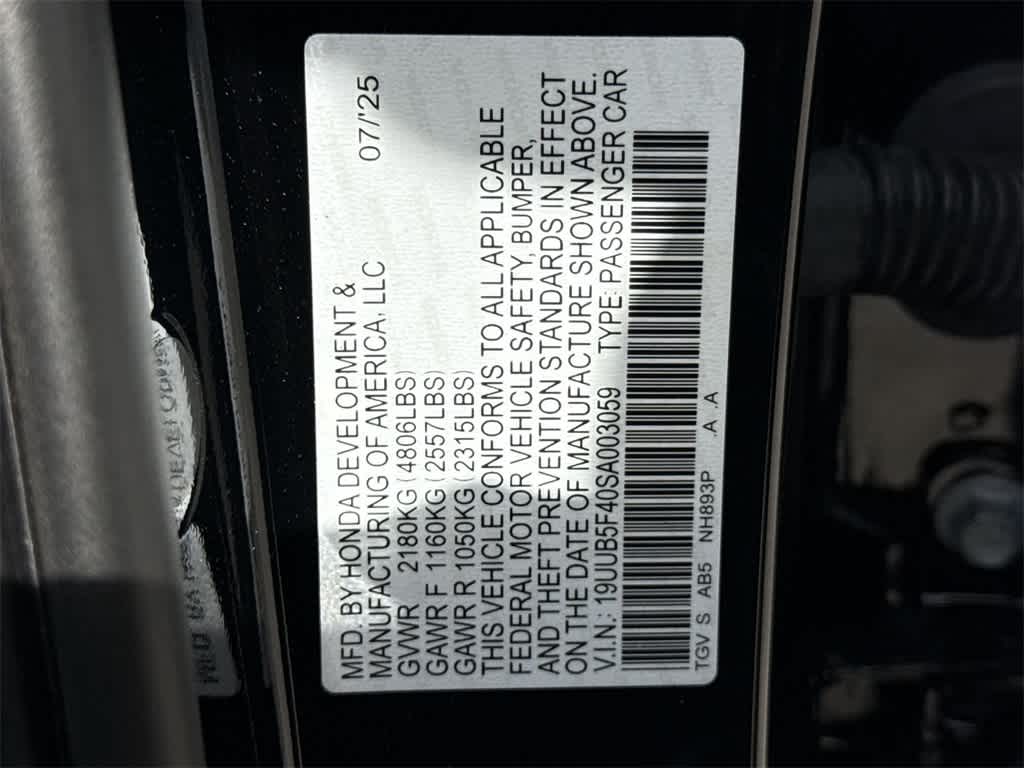 07/'25
MFD. BY HONDA DEVELOPMENT &
MANUFACTURING OF AMERICA, LLC
GVWR 2180KG (4806LBS)
GAWR F 1160KG (2557LBS)
GAWR R 1050KG (2315LBS)
THIS VEHICLE CONFORMS TO ALL APPLICABLE
FEDERAL MOTOR VEHICLE SAFETY, BUMPER,
AND THEFT PREVENTION STANDARDS IN EFFECT
ON THE DATE OF MANUFACTURE SHOWN ABOVE.
V.I.N.: 19UUB5F40SA003059 TYPE: PASSENGER CAR
TGV S AB5 NH893P .A .A